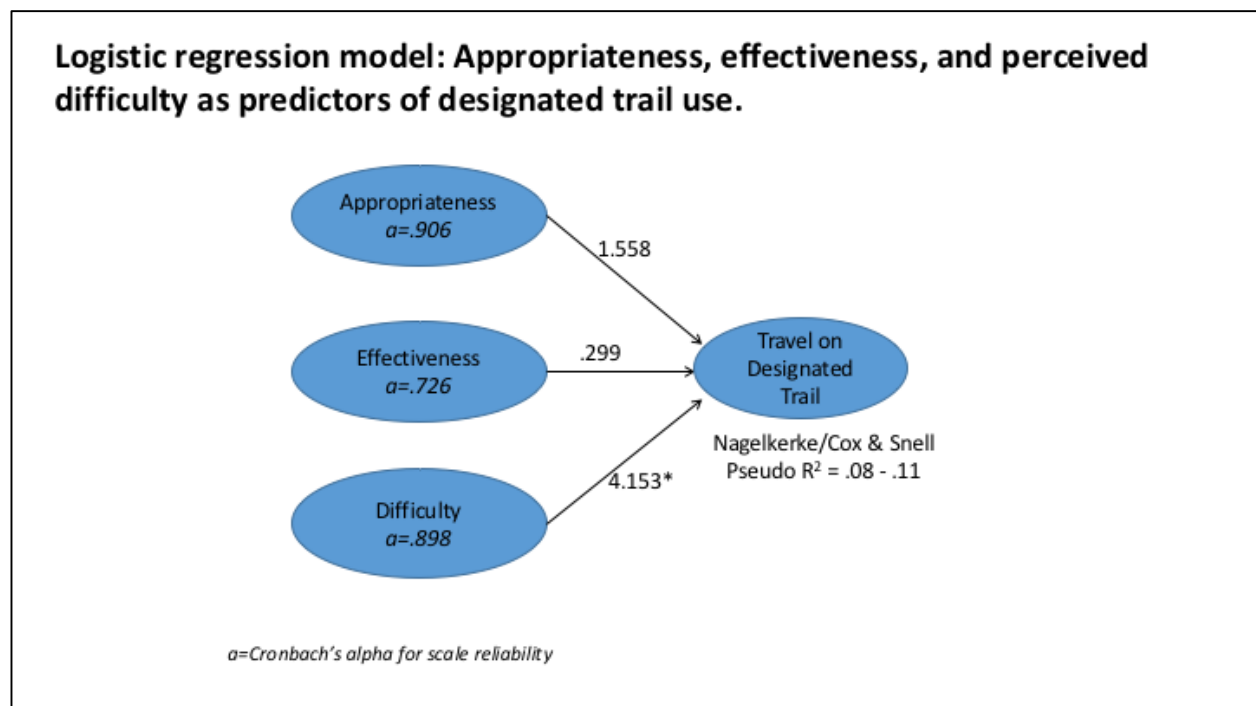 Logistic regression model: Appropriateness, effectiveness, and perceived
difficulty as predictors of designated trail use.
Appropriateness
a=.906
1.558
Effectiveness
a=.726
.299
Travel on
Designated
Trail
Nagelkerke/Cox & Snell
Pseudo R² = .08 - .11
4.153*
Difficulty
a=.898
a=Cronbach’s alpha for scale reliability